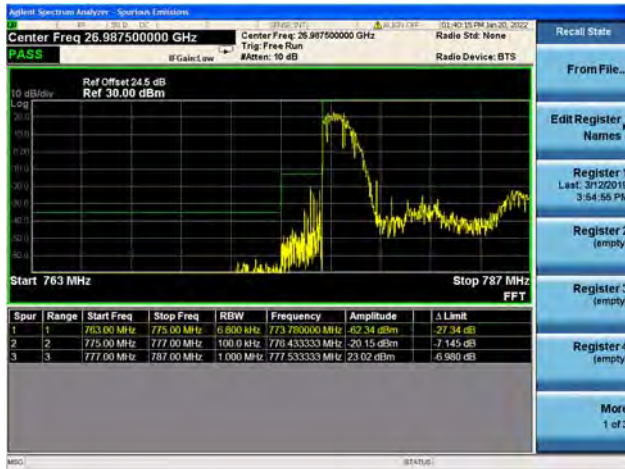 Agilent Spectrum Analyzer - Spurious Emissions
SENSE:INT
ALIGN OFF
01:40:15 PM Jan 20, 2022
Center Freq 26.987500000 GHz
Center Freq: 26.987500000 GHz
Radio Std: None
Trig: Free Run
PASS
IFGain:Low
#Atten: 10 dB
Radio Device: BTS
Ref Offset 24.5 dB
10 dB/div
Ref 30.00 dBm
Log
Start 763 MHz
Stop 787 MHz
FFT
Spur Range Start Freq Stop Freq RBW Frequency Amplitude Δ Limit
1 1 763.00 MHz 775.00 MHz 6.800 kHz 773.780000 MHz -62.34 dBm -27.34 dB
2 2 775.00 MHz 777.00 MHz 100.0 kHz 776.433333 MHz -20.15 dBm -7.145 dB
3 3 777.00 MHz 787.00 MHz 1.000 MHz 777.533333 MHz 23.02 dBm -6.980 dB
MSG
STATUS
Recall State
From File...
Edit Register
Names
Register
Last: 3/12/2019
3:54:55 PM
Register 2
(empty
Register 3
(empty
Register 4
(empty
More
1 of